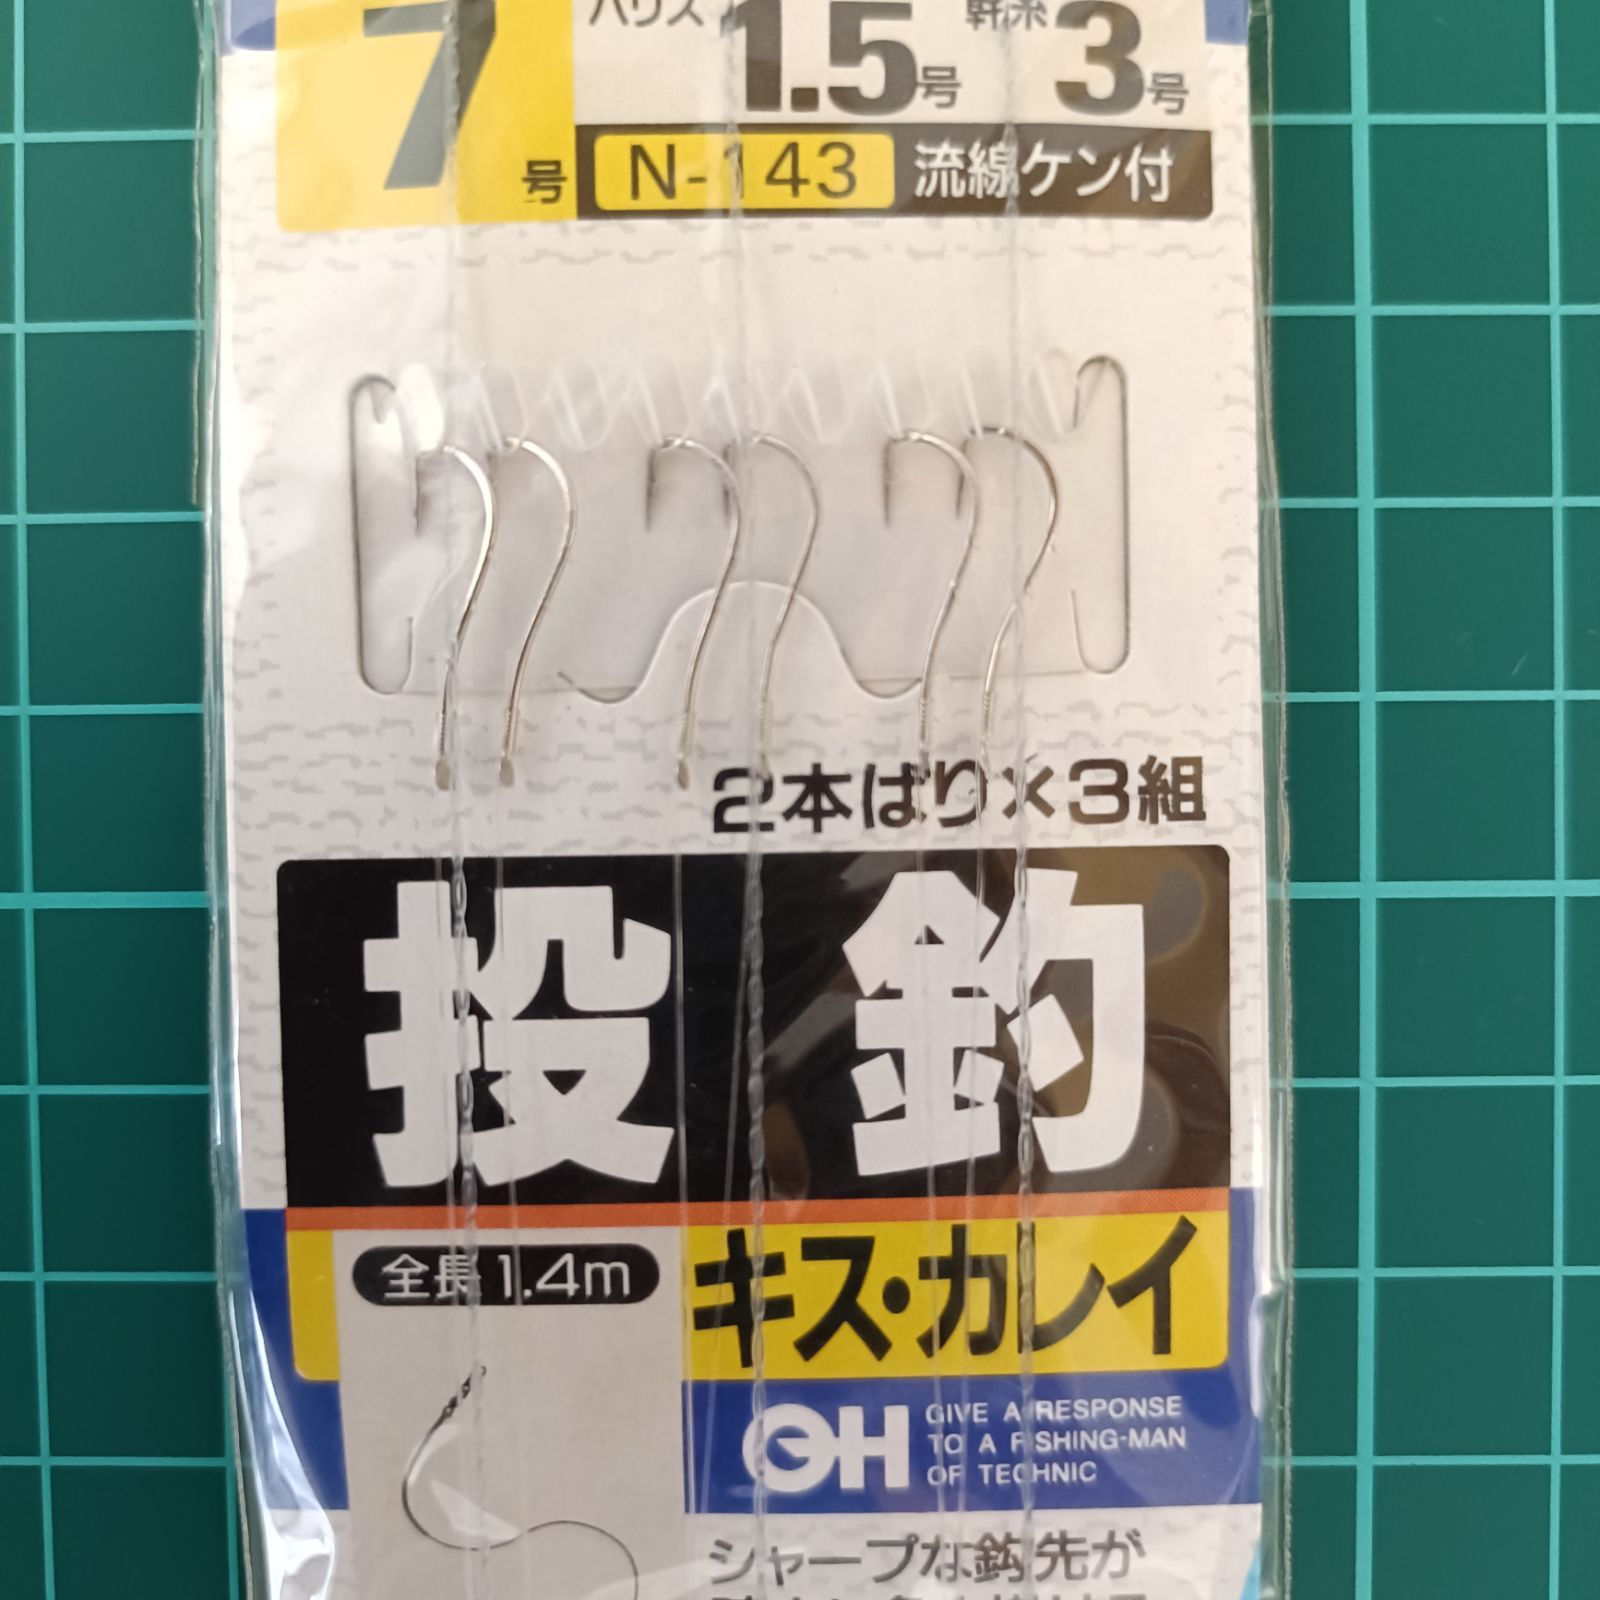 7号
ハリス 1.5号 幹糸 3号
N-143 流線ケン付
2本ばり×3組
投釣
全長1.4m
キス・カレイ
OH
GIVE A RESPONSE
TO A FISHING-MAN
OF TECHNIC
シャープな鈎先が